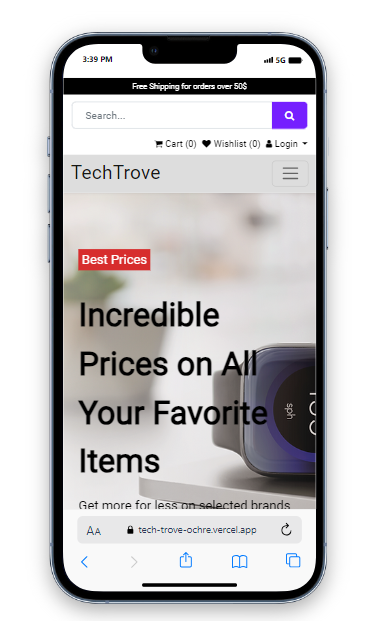 3:39 PM
5G
Free Shipping for orders over 50$
Search...
Cart (0) Wishlist (0) Login
TechTrove
Best Prices
Incredible
Prices on All
Your Favorite
Items
sph
Get more for less on selected brands
AA tech-trove-ochre.vercel.app